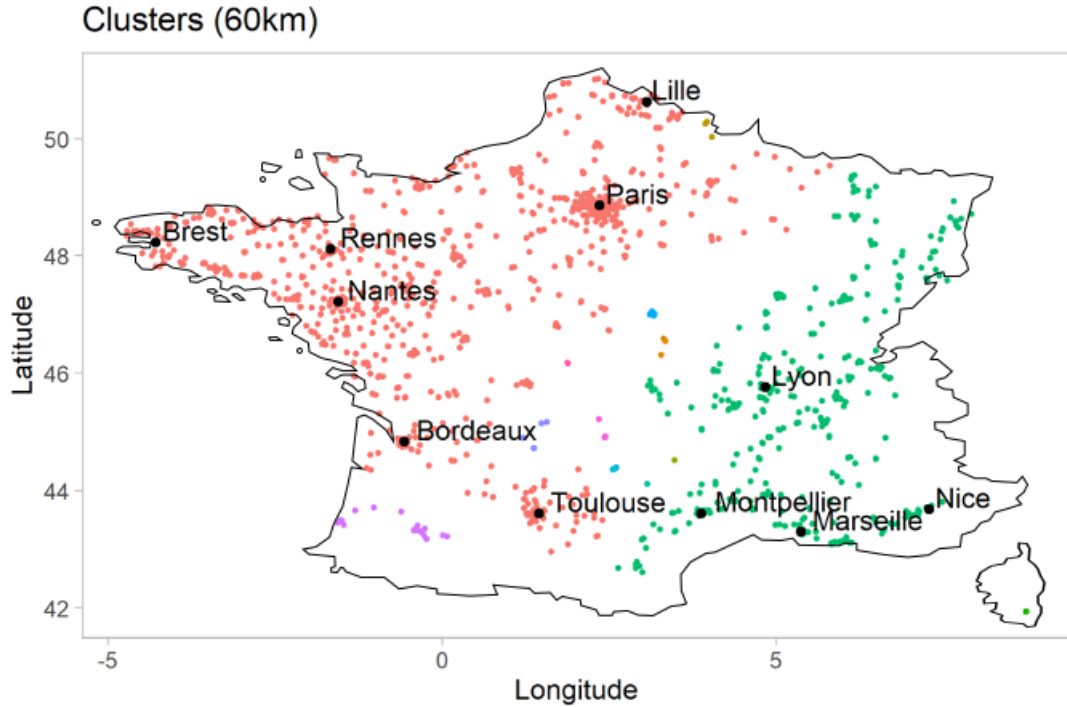 Clusters (60km)
Lille
50
Paris
Brest
Rennes
48
Nantes
Latitude
46
Lyon
Bordeaux
44
Toulouse
Montpellier
Nice
Marseille
42
-5
0
5
Longitude